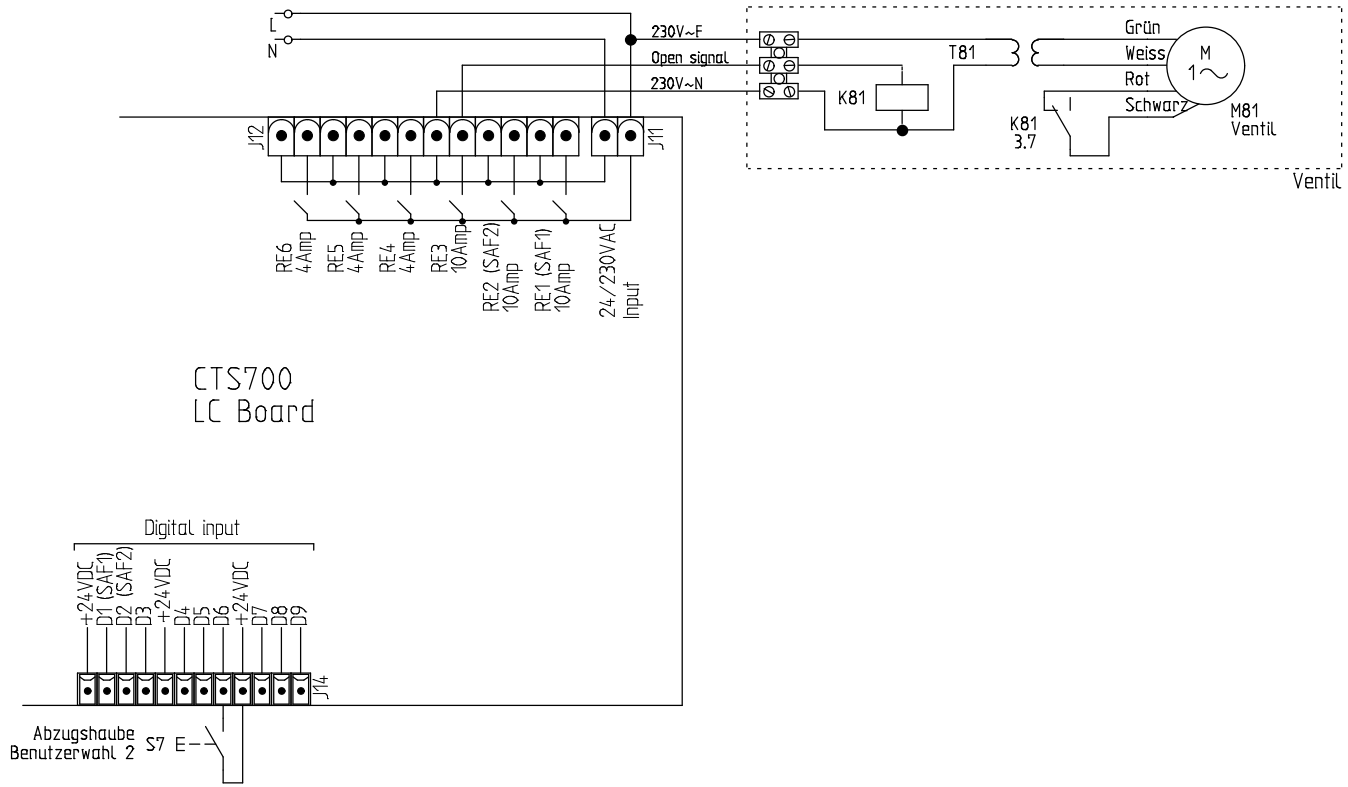 L
N
230V~F
Open signal
230V~N
K81
T81
Grün
Weiss
Rot
Schwarz
M
1~
M81
Ventil
K81
3.7
Ventil
J12
J11
RE6
4Amp
RE5
4Amp
RE4
4Amp
RE3
10Amp
RE2 (SAF2)
10Amp
RE1 (SAF1)
10Amp
24/230VAC
Input
CTS700
LC Board
Digital input
+24VDC
D1 (SAF1)
D2 (SAF2)
D3
+24VDC
D4
D5
D6
+24VDC
D7
D8
D9
J14
Abzugshaube
Benutzerwahl 2
S7